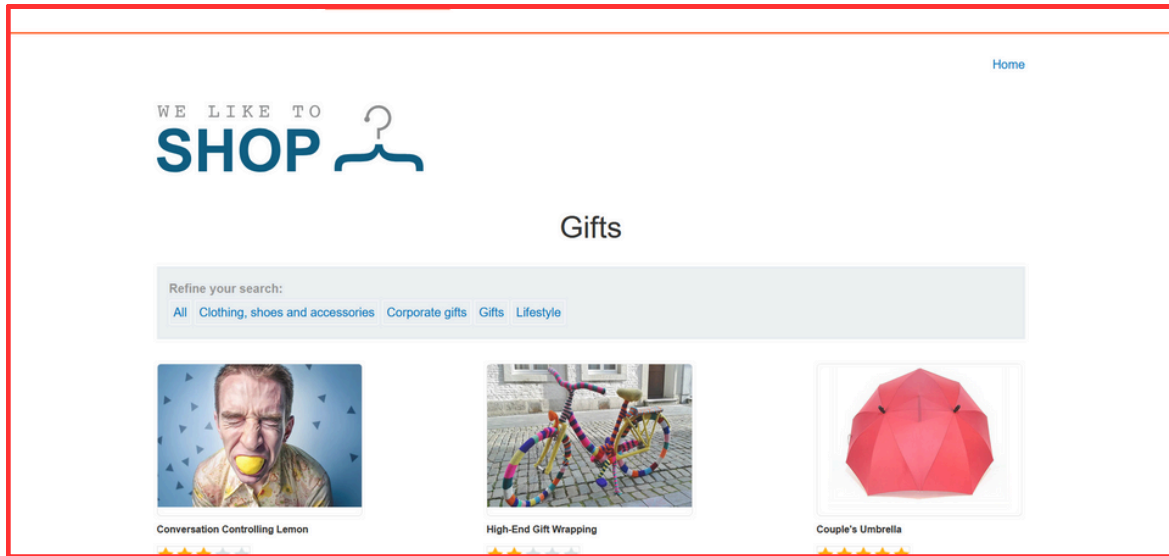 Home
WE LIKE TO
SHOP
Gifts
Refine your search:
All Clothing, shoes and accessories Corporate gifts Gifts Lifestyle
Conversation Controlling Lemon High-End Gift Wrapping Couple's Umbrella